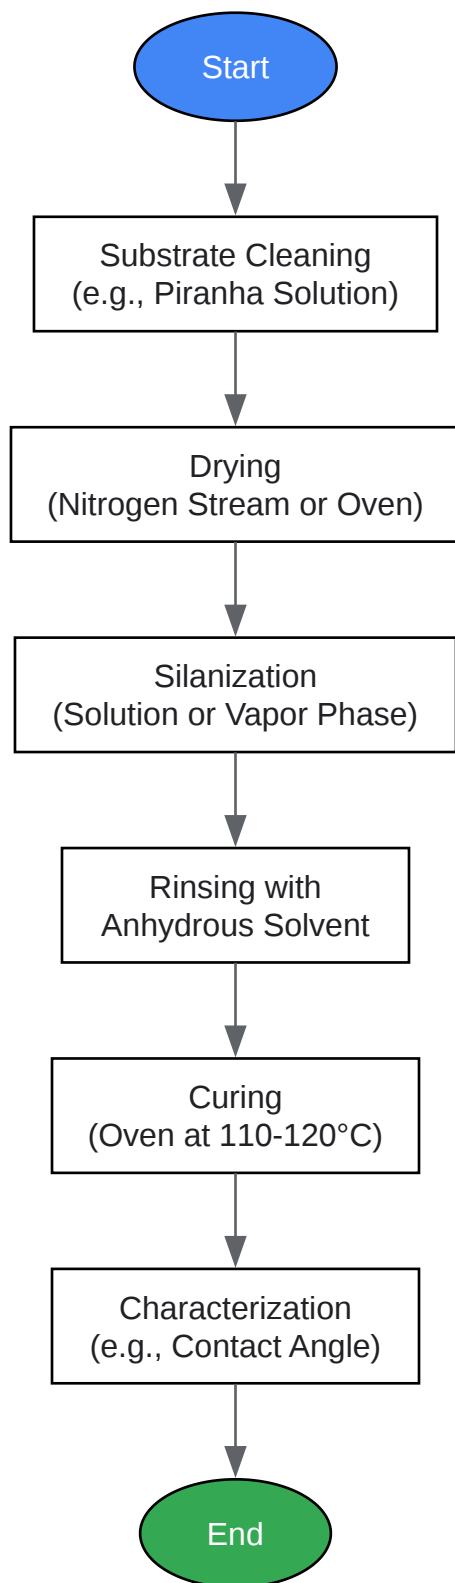 Start
Substrate Cleaning
(e.g., Piranha Solution)
Drying
(Nitrogen Stream or Oven)
Silanization
(Solution or Vapor Phase)
Rinsing with
Anhydrous Solvent
Curing
(Oven at 110-120°C)
Characterization
(e.g., Contact Angle)
End